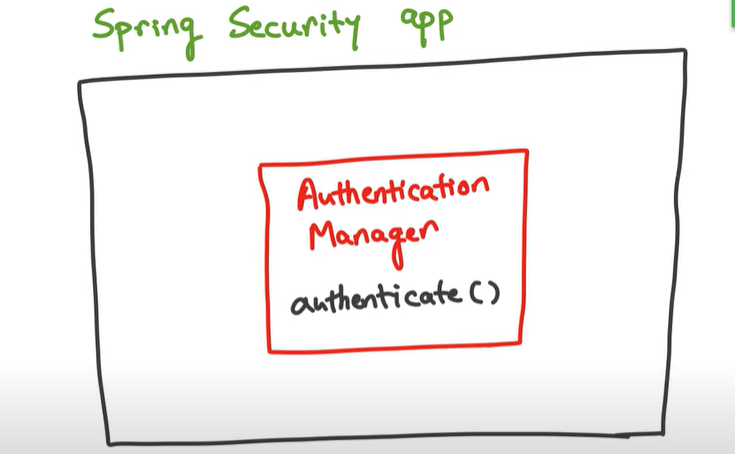 Spring Security app
Authentication
Manager
authenticate()